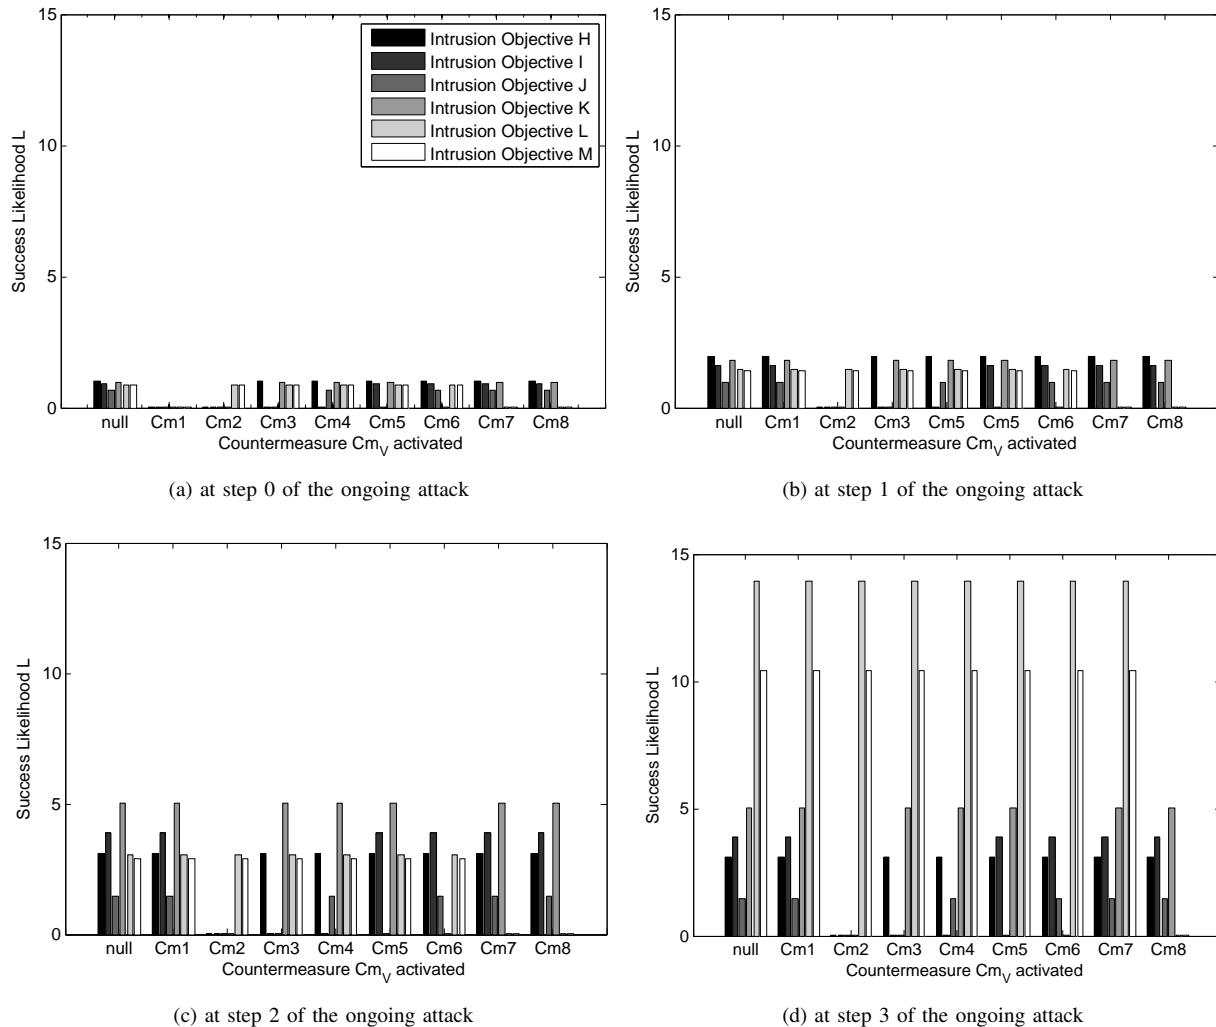 15
10
5
0
Success Likelihood L
Intrusion Objective H
Intrusion Objective I
Intrusion Objective J
Intrusion Objective K
Intrusion Objective L
Intrusion Objective M
null Cm1 Cm2 Cm3 Cm4 Cm5 Cm6 Cm7 Cm8
Countermeasure Cm_V activated
(a) at step 0 of the ongoing attack
15
10
5
0
Success Likelihood L
null Cm1 Cm2 Cm3 Cm5 Cm5 Cm6 Cm7 Cm8
Countermeasure Cm_V activated
(b) at step 1 of the ongoing attack
15
10
5
0
Success Likelihood L
null Cm1 Cm2 Cm3 Cm4 Cm5 Cm6 Cm7 Cm8
Countermeasure Cm_V activated
(c) at step 2 of the ongoing attack
15
10
5
0
Success Likelihood L
null Cm1 Cm2 Cm3 Cm4 Cm5 Cm6 Cm7 Cm8
Countermeasure Cm_V activated
(d) at step 3 of the ongoing attack